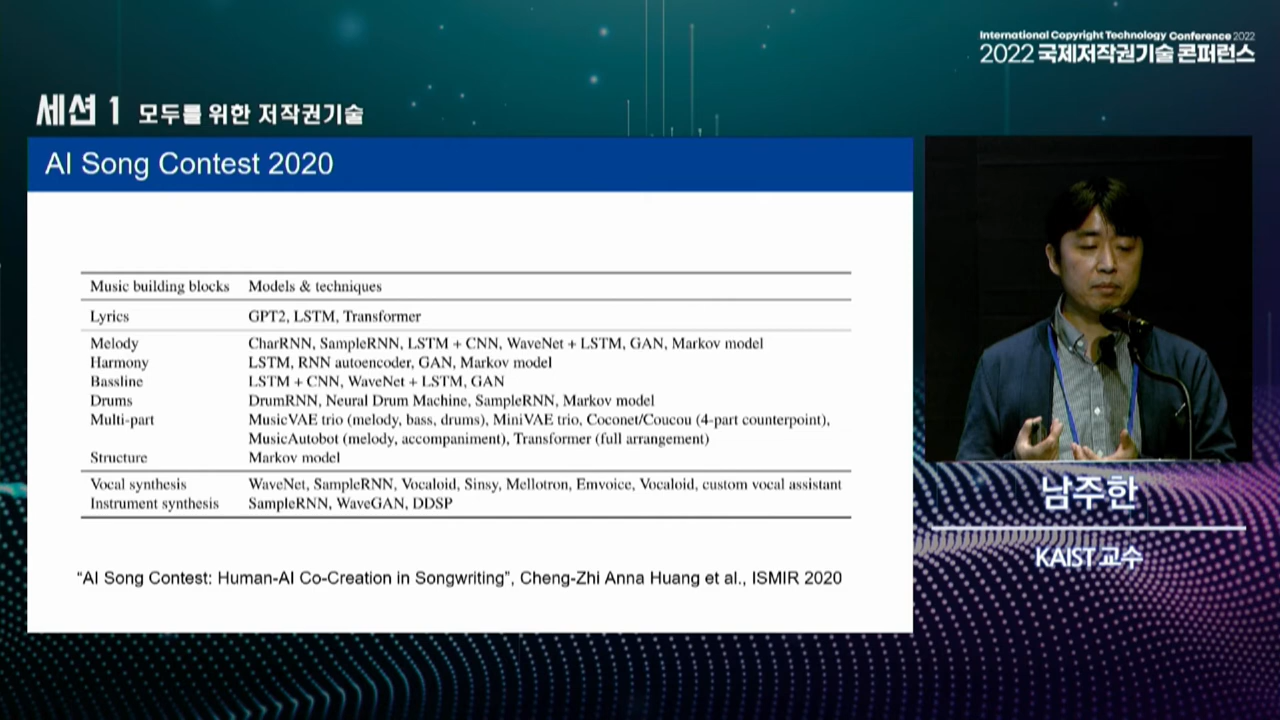 International Copyright Technology Conference 2022
2022 국제저작권기술 콘퍼런스
세션 1 모두를 위한 저작권기술
AI Song Contest 2020
Music building blocks Models & techniques
Lyrics GPT2, LSTM, Transformer
Melody CharRNN, SampleRNN, LSTM + CNN, WaveNet + LSTM, GAN, Markov model
Harmony LSTM, RNN autoencoder, GAN, Markov model
Bassline LSTM + CNN, WaveNet + LSTM, GAN
Drums DrumRNN, Neural Drum Machine, SampleRNN, Markov model
Multi-part MusicVAE trio (melody, bass, drums), MiniVAE trio, Coconet/Coucou (4-part counterpoint),
MusicAutobot (melody, accompaniment), Transformer (full arrangement)
Structure Markov model
Vocal synthesis WaveNet, SampleRNN, Vocaloid, Sinsy, Mellotron, Emvoice, Vocaloid, custom vocal assistant
Instrument synthesis SampleRNN, WaveGAN, DDSP
“AI Song Contest: Human-AI Co-Creation in Songwriting”, Cheng-Zhi Anna Huang et al., ISMIR 2020
남주한
KAIST 교수